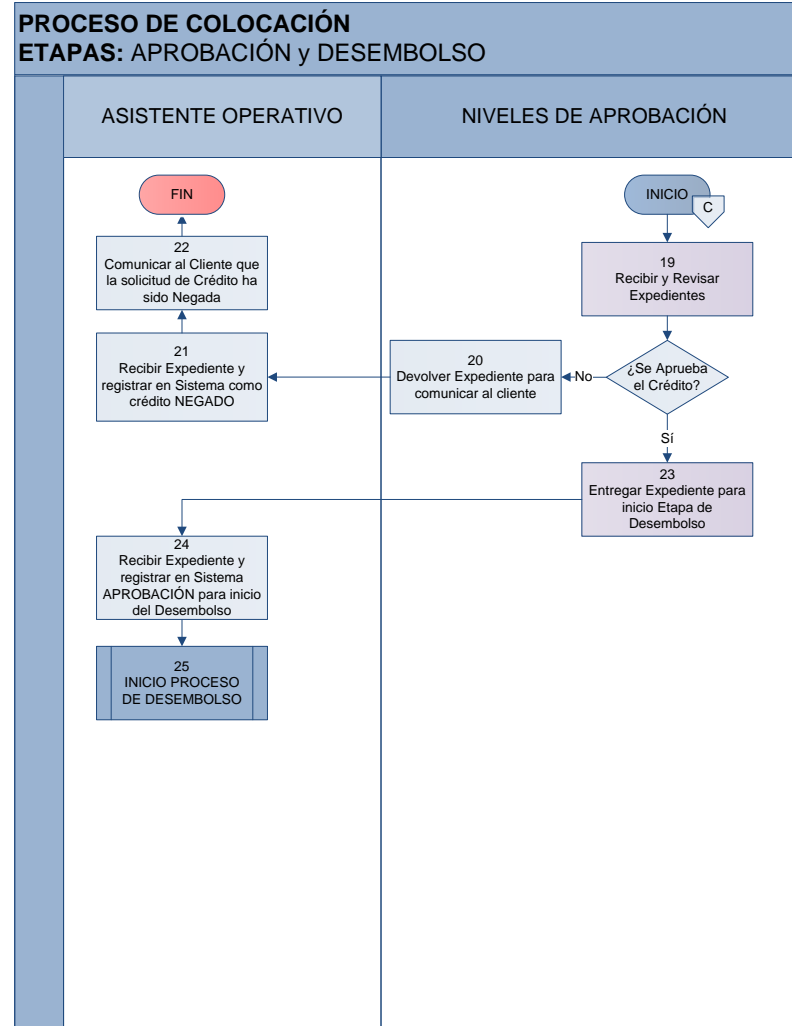 PROCESO DE COLOCACIÓN
ETAPAS: APROBACIÓN y DESEMBOLSO
ASISTENTE OPERATIVO
NIVELES DE APROBACIÓN
FIN
INICIO
C
22
Comunicar al Cliente que
la solicitud de Crédito ha
sido Negada
19
Recibir y Revisar
Expedientes
21
Recibir Expediente y
registrar en Sistema como
crédito NEGADO
20
Devolver Expediente para
comunicar al cliente
No
¿Se Aprueba
el Crédito?
Sí
23
Entregar Expediente para
inicio Etapa de
Desembolso
24
Recibir Expediente y
registrar en Sistema
APROBACIÓN para inicio
del Desembolso
25
INICIO PROCESO
DE DESEMBOLSO